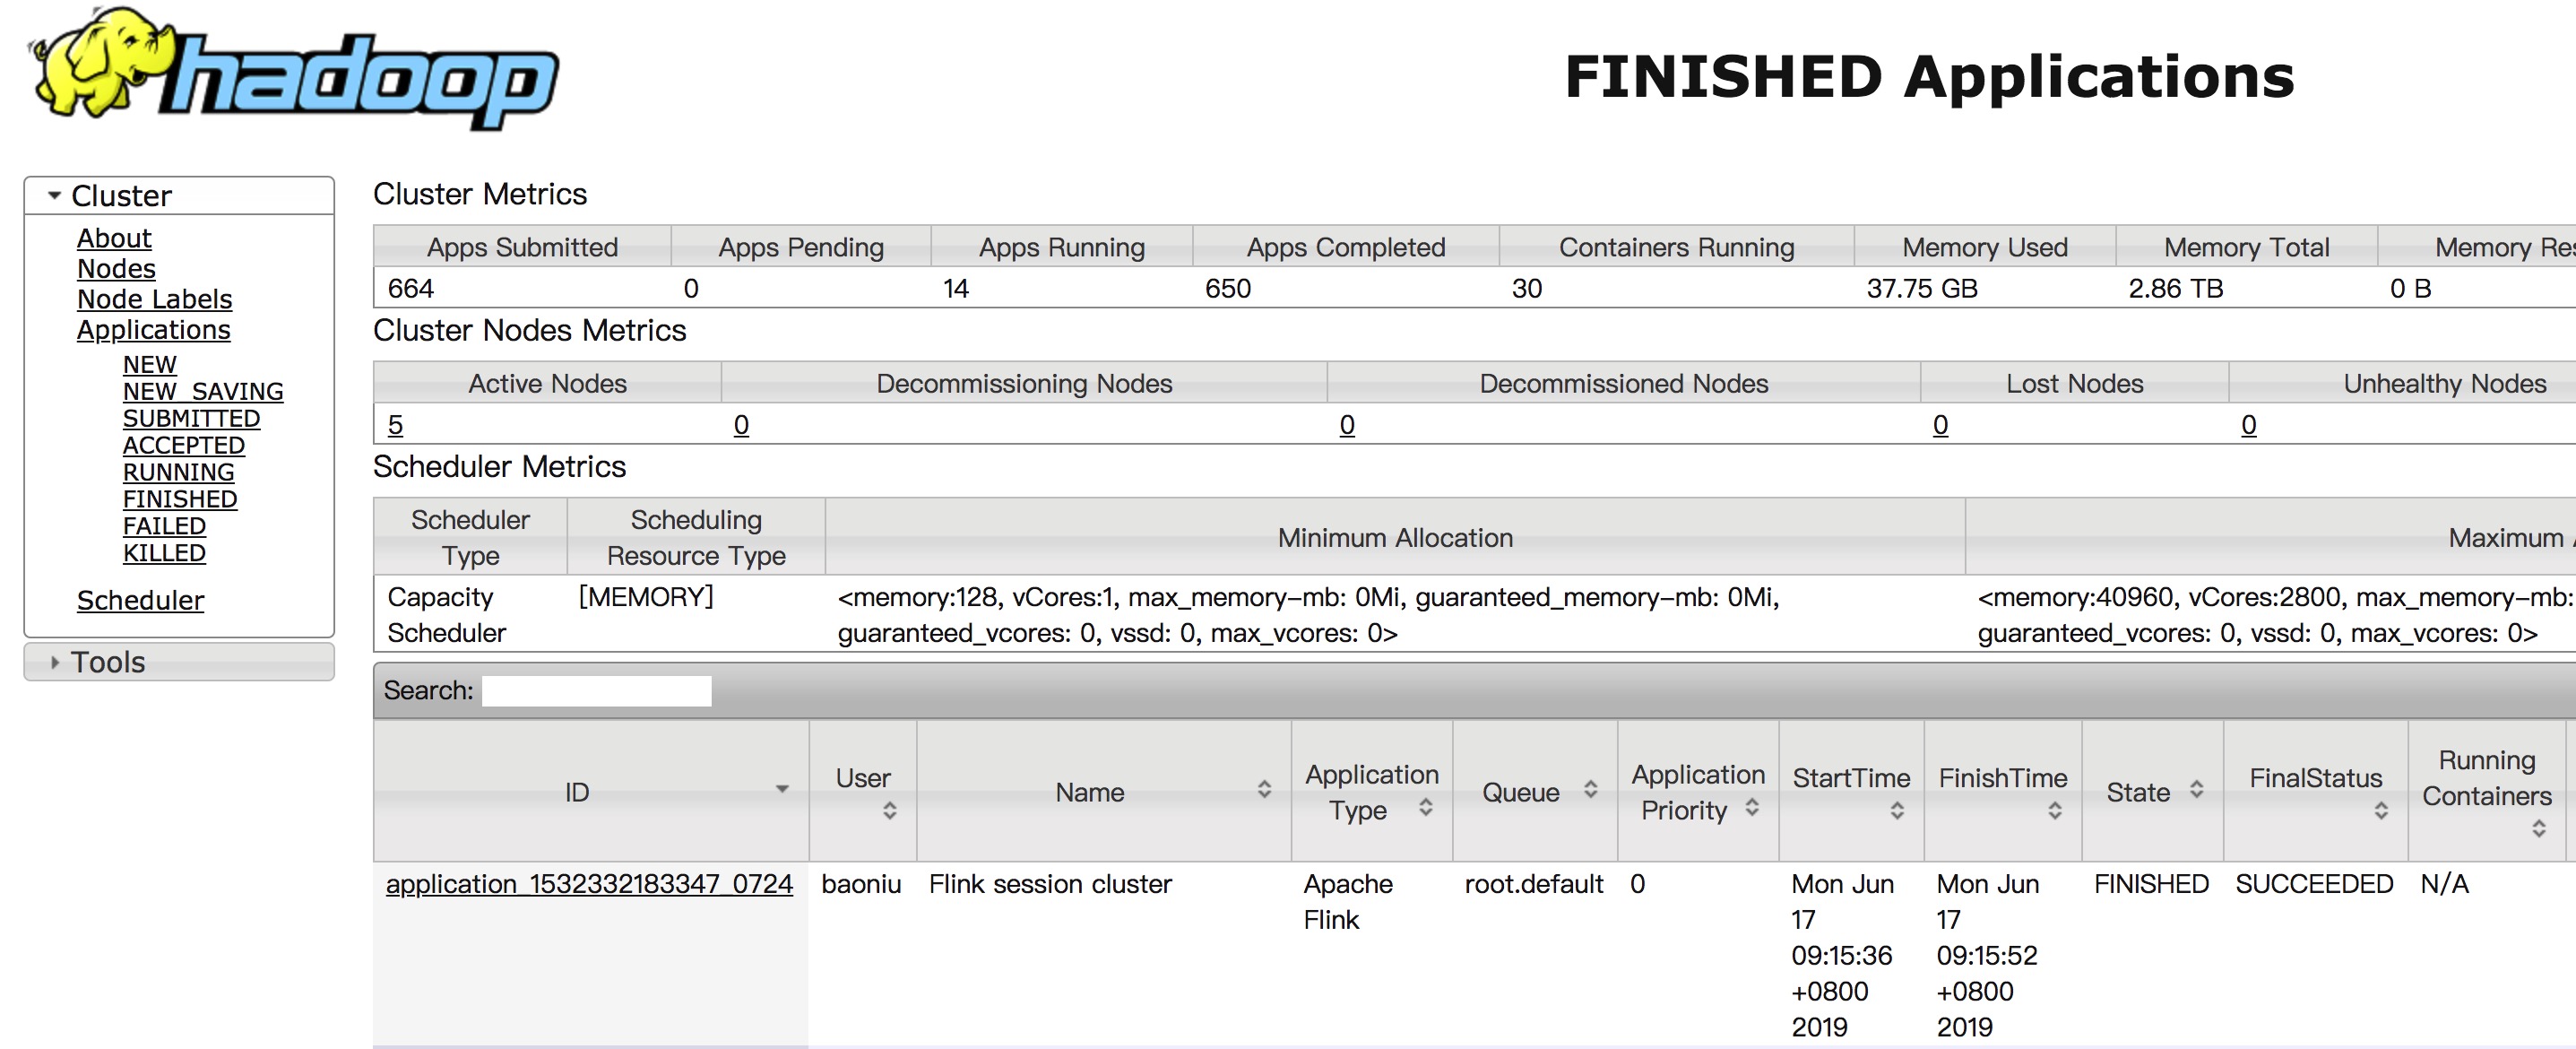 hadoop
FINISHED Applications
Cluster
About
Nodes
Node Labels
Applications
NEW
NEW_SAVING
SUBMITTED
ACCEPTED
RUNNING
FINISHED
FAILED
KILLED
Scheduler
Tools
Cluster Metrics
Apps Submitted Apps Pending Apps Running Apps Completed Containers Running Memory Used Memory Total Memory Res
664 0 14 650 30 37.75 GB 2.86 TB 0 B
Cluster Nodes Metrics
Active Nodes Decommissioning Nodes Decommissioned Nodes Lost Nodes Unhealthy Nodes
5 0 0 0 0
Scheduler Metrics
Scheduler Type Scheduling Resource Type Minimum Allocation Maximum
Capacity Scheduler [MEMORY] <memory:128, vCores:1, max_memory-mb: 0Mi, guaranteed_memory-mb: 0Mi, <memory:40960, vCores:2800, max_memory-mb:
guaranteed_vcores: 0, vssd: 0, max_vcores: 0> guaranteed_vcores: 0, vssd: 0, max_vcores: 0>
Search:
ID User Name Application Type Queue Application Priority StartTime FinishTime State FinalStatus Running Containers
application_1532332183347_0724 baoniu Flink session cluster Apache Flink root.default 0 Mon Jun 17 09:15:36 +0800 2019 Mon Jun 17 09:15:52 +0800 2019 FINISHED SUCCEEDED N/A